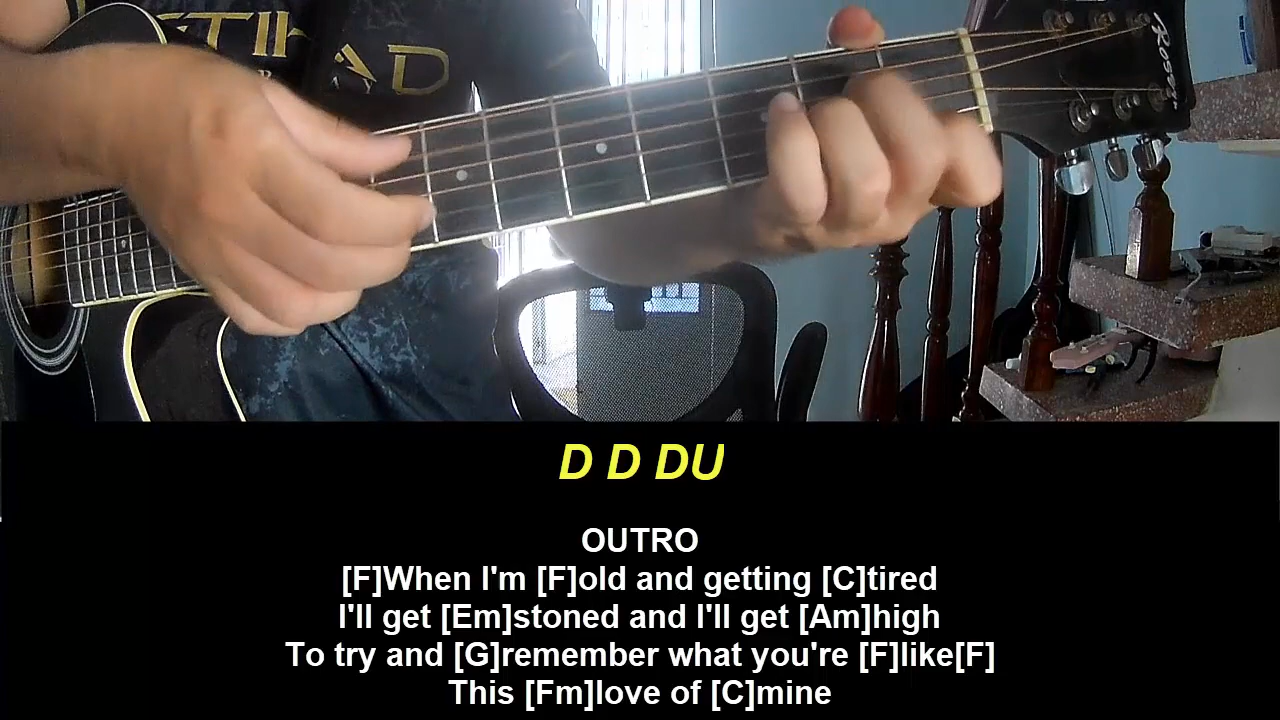 D
Rosen
D D DU
OUTRO
[F]When I'm [F]old and getting [C]tired
I'll get [Em]stoned and I'll get [Am]high
To try and [G]remember what you're [F]like[F]
This [Fm]love of [C]mine